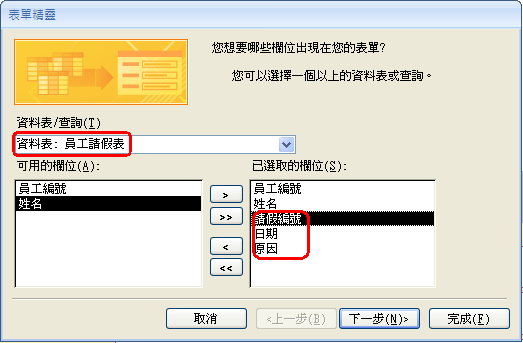 表單精靈
您想要哪些欄位出現在您的表單?
您可以選擇一個以上的資料表或查詢。
資料表/查詢(T)
資料表: 員工請假表
可用的欄位(A):
已選取的欄位(S):
員工編號
姓名
>
>>
<
<<
員工編號
姓名
請假編號
日期
原因
取消
<上一步(B)
下一步(N)>
完成(F)